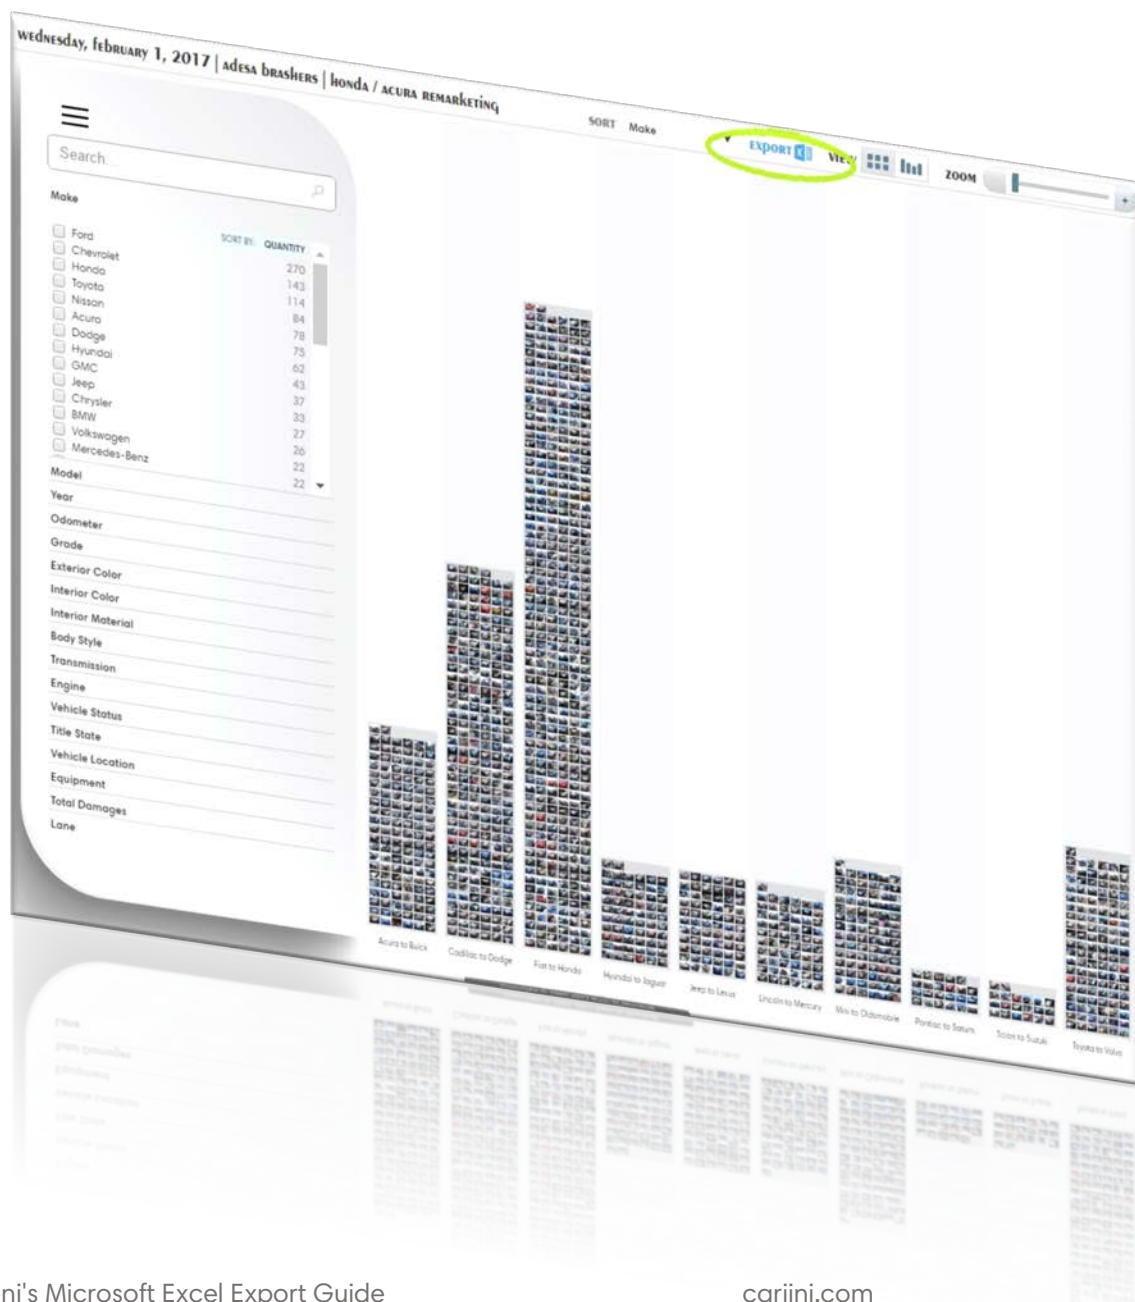 wednesday, february 1, 2017 | adesa brashers | honda / acura remarketing
SORT Make
EXPORT
VIEW
ZOOM
Search...
Make
SORT BY: QUANTITY
Ford
Chevrolet 270
Honda 143
Toyota 114
Nissan 84
Acura 78
Dodge 75
Hyundai 62
GMC 43
Jeep 37
Chrysler 33
BMW 27
Volkswagen 26
Mercedes-Benz 22
22
Model
Year
Odometer
Grade
Exterior Color
Interior Color
Interior Material
Body Style
Transmission
Engine
Vehicle Status
Title State
Vehicle Location
Equipment
Total Damages
Lane
Acura to Buick
Cadillac to Dodge
Fiat to Honda
Hyundai to Jaguar
Jeep to Lexus
Lincoln to Mercury
Mini to Oldsmobile
Pontiac to Saturn
Scion to Suzuki
Toyota to Volvo
ni's Microsoft Excel Export Guide
cariini.com